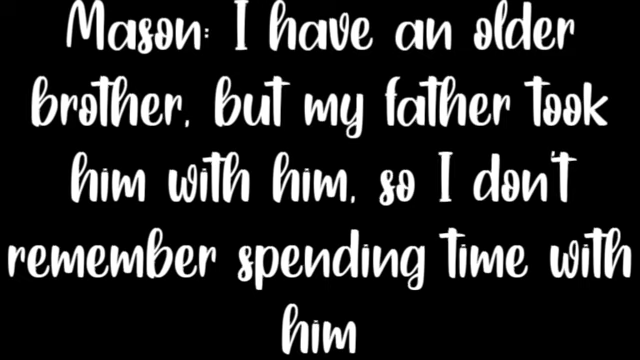 Mason: I have an older
brother, but my father took
him with him, so I don't
remember spending time with
him